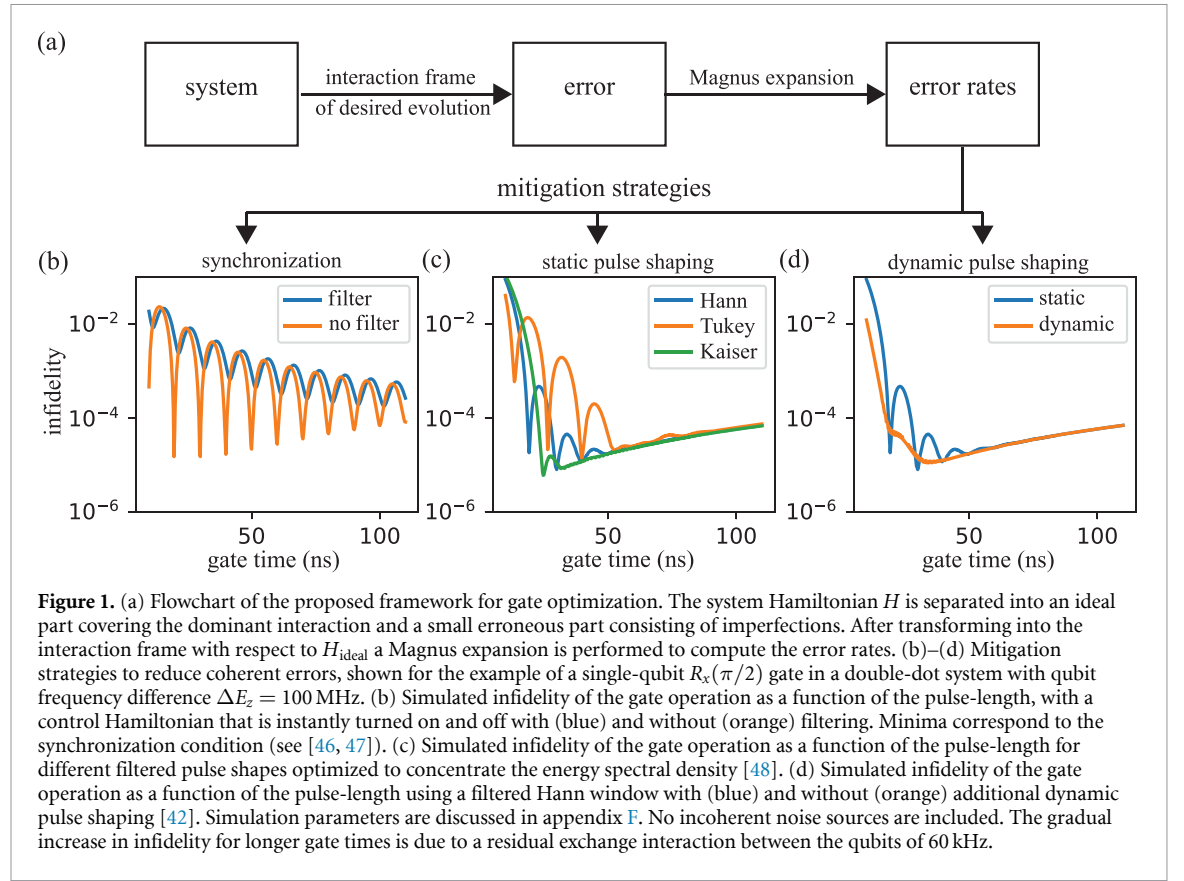 (a)
system
interaction frame
of desired evolution
error
Magnus expansion
error rates
mitigation strategies
(b)
synchronization
filter
no filter
10−2
10−4
10−6
infidelity
50
100
gate time (ns)
(c)
static pulse shaping
Hann
Tukey
Kaiser
10−2
10−4
10−6
50
100
gate time (ns)
(d)
dynamic pulse shaping
static
dynamic
10−2
10−4
10−6
50
100
gate time (ns)
Figure 1. (a) Flowchart of the proposed framework for gate optimization. The system Hamiltonian H is separated into an ideal
part covering the dominant interaction and a small erroneous part consisting of imperfections. After transforming into the
interaction frame with respect to Hideal a Magnus expansion is performed to compute the error rates. (b)–(d) Mitigation
strategies to reduce coherent errors, shown for the example of a single-qubit Rx(π/2) gate in a double-dot system with qubit
frequency difference ΔEz = 100 MHz. (b) Simulated infidelity of the gate operation as a function of the pulse-length, with a
control Hamiltonian that is instantly turned on and off with (blue) and without (orange) filtering. Minima correspond to the
synchronization condition (see [46, 47]). (c) Simulated infidelity of the gate operation as a function of the pulse-length for
different filtered pulse shapes optimized to concentrate the energy spectral density [48]. (d) Simulated infidelity of the gate
operation as a function of the pulse-length using a filtered Hann window with (blue) and without (orange) additional dynamic
pulse shaping [42]. Simulation parameters are discussed in appendix F. No incoherent noise sources are included. The gradual
increase in infidelity for longer gate times is due to a residual exchange interaction between the qubits of 60 kHz.